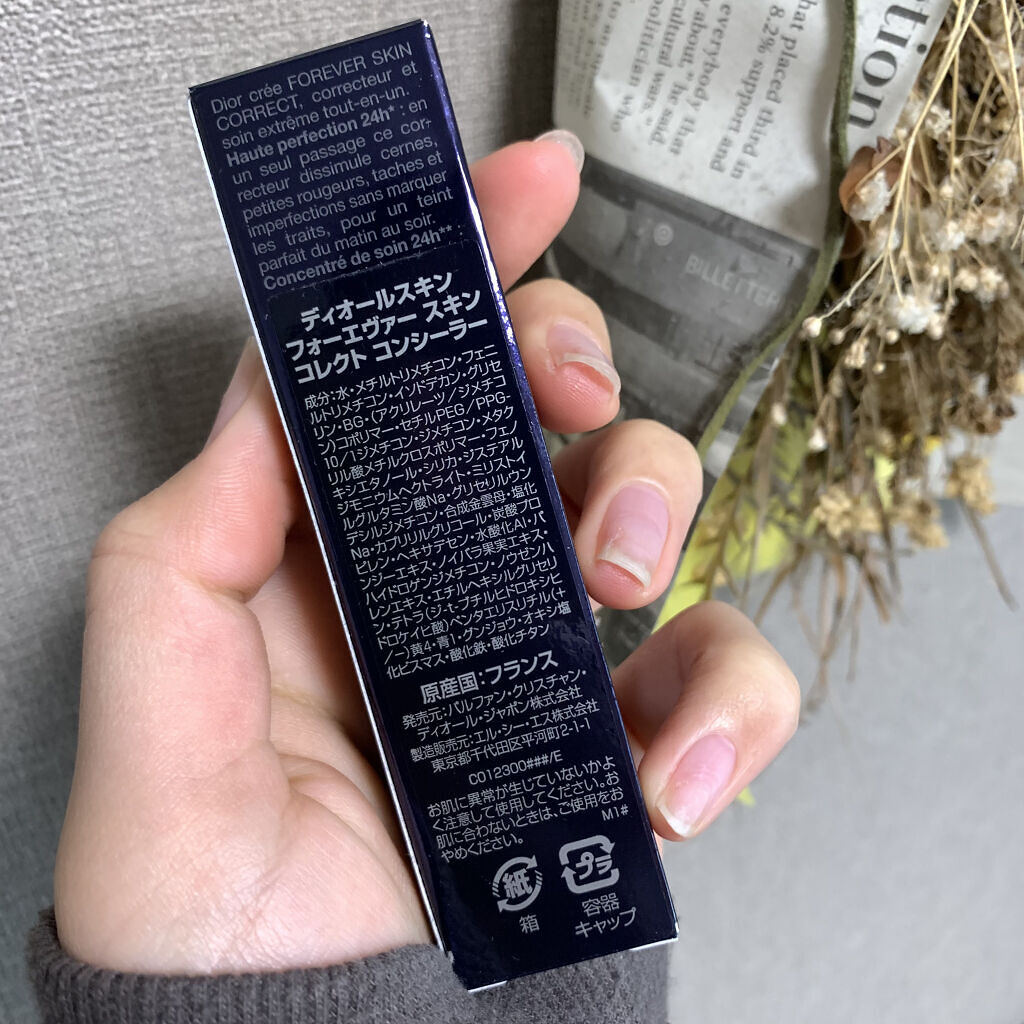 Dior crée FOREVER SKIN
CORRECT, correcteur et
soin extrême tout-en-un.
Haute perfection 24h* : en
un seul passage ce cor-
recteur dissimule cernes,
petites rougeurs, taches et
imperfections sans marquer
les traits, pour un teint
parfait du matin au soir.
Concentré de soin 24h**
ディオールスキン
フォーエヴァー スキン
コレクト コンシーラー
成分:水・メチルトリメチコン・フェニ
ルトリメチコン・イソドデカン・グリセ
リン・BG・(アクリレーツ/ジメチコ
ン)コポリマー・セチルPEG/PPG-
10/1ジメチコン・ジメチコン・メタク
リル酸メチルクロスポリマー・フェノ
キシエタノール・シリカ・ジステアル
ジモニウムヘクトライト・ミリストイ
ルグルタミン酸Na・グリセリルウン
デシルジメチコン・合成金雲母・塩化
Na・カプリリルグリコール・炭酸プロ
ピレン・ヘキサデセン・水酸化Al・パ
ンジーエキス・ノイバラ果実エキス・
ハイドロゲンジメチコン・ノウゼンハ
レンエキス・エチルヘキシルグリセリ
ン・テトラ(ジ-t-ブチルヒドロキシヒ
ドロケイヒ酸)ペンタエリスリチル(+
/-)黄4・青1・グンジョウ・オキシ塩
化ビスマス・酸化鉄・酸化チタン
原産国:フランス
発売元:パルファン・クリスチャン・
ディオール・ジャポン株式会社
製造販売元:エル・シー・エス株式会社
東京都千代田区平河町2-1-1
C012300###/E
お肌に異常が生じていないかよ
く注意して使用してください。お
肌に合わないときは、ご使用をお
やめください。
M1#
紙
箱
プラ
容器
キャップ
ction
hat placed third in
8.2% support and
everybody that
y about," he said.
cultural wars."
politician who
BILLETTER